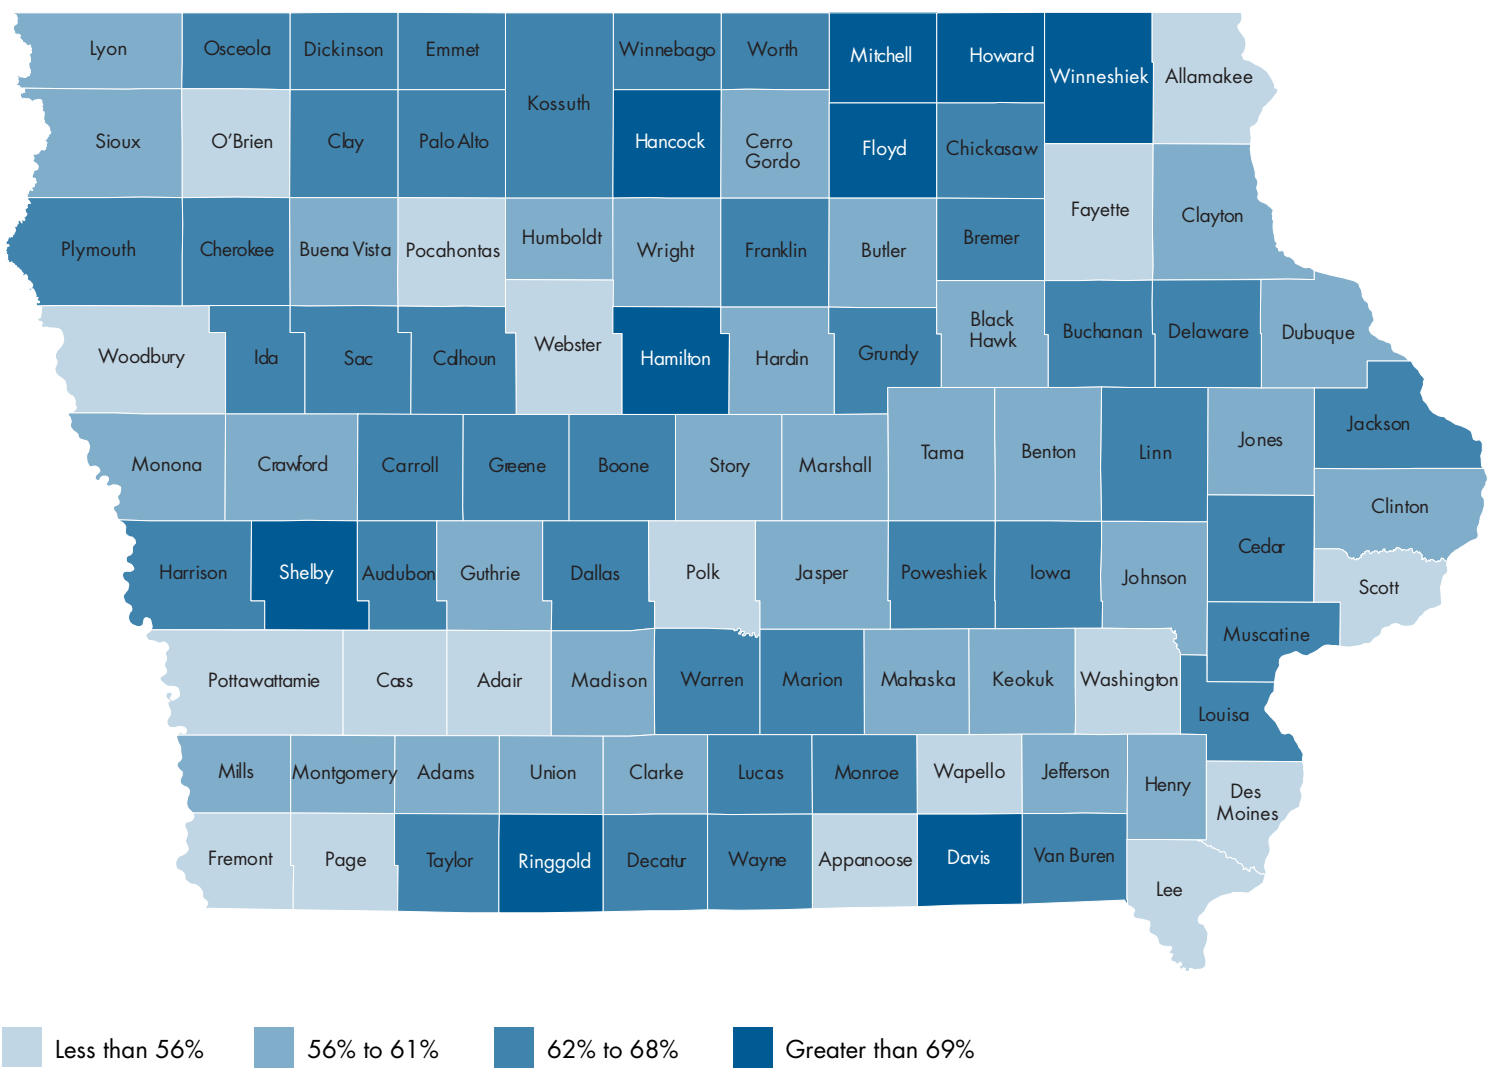 Lyon
Osceola
Dickinson
Emmet
Kossuth
Winnebago
Worth
Mitchell
Howard
Winneshiek
Allamakee
Sioux
O’Brien
Clay
Palo Alto
Hancock
Cerro
Gordo
Floyd
Chickasaw
Fayette
Clayton
Plymouth
Cherokee
Buena Vista
Pocahontas
Humboldt
Wright
Franklin
Butler
Bremer
Woodbury
Ida
Sac
Calhoun
Webster
Hamilton
Hardin
Grundy
Black
Hawk
Buchanan
Delaware
Dubuque
Monona
Crawford
Carroll
Greene
Boone
Story
Marshall
Tama
Benton
Linn
Jones
Jackson
Clinton
Harrison
Shelby
Audubon
Guthrie
Dallas
Polk
Jasper
Poweshiek
Iowa
Johnson
Cedar
Scott
Muscatine
Pottawattamie
Cass
Adair
Madison
Warren
Marion
Mahaska
Keokuk
Washington
Louisa
Mills
Montgomery
Adams
Union
Clarke
Lucas
Monroe
Wapello
Jefferson
Henry
Des
Moines
Fremont
Page
Taylor
Ringgold
Decatur
Wayne
Appanoose
Davis
Van Buren
Lee
Less than 56%
56% to 61%
62% to 68%
Greater than 69%